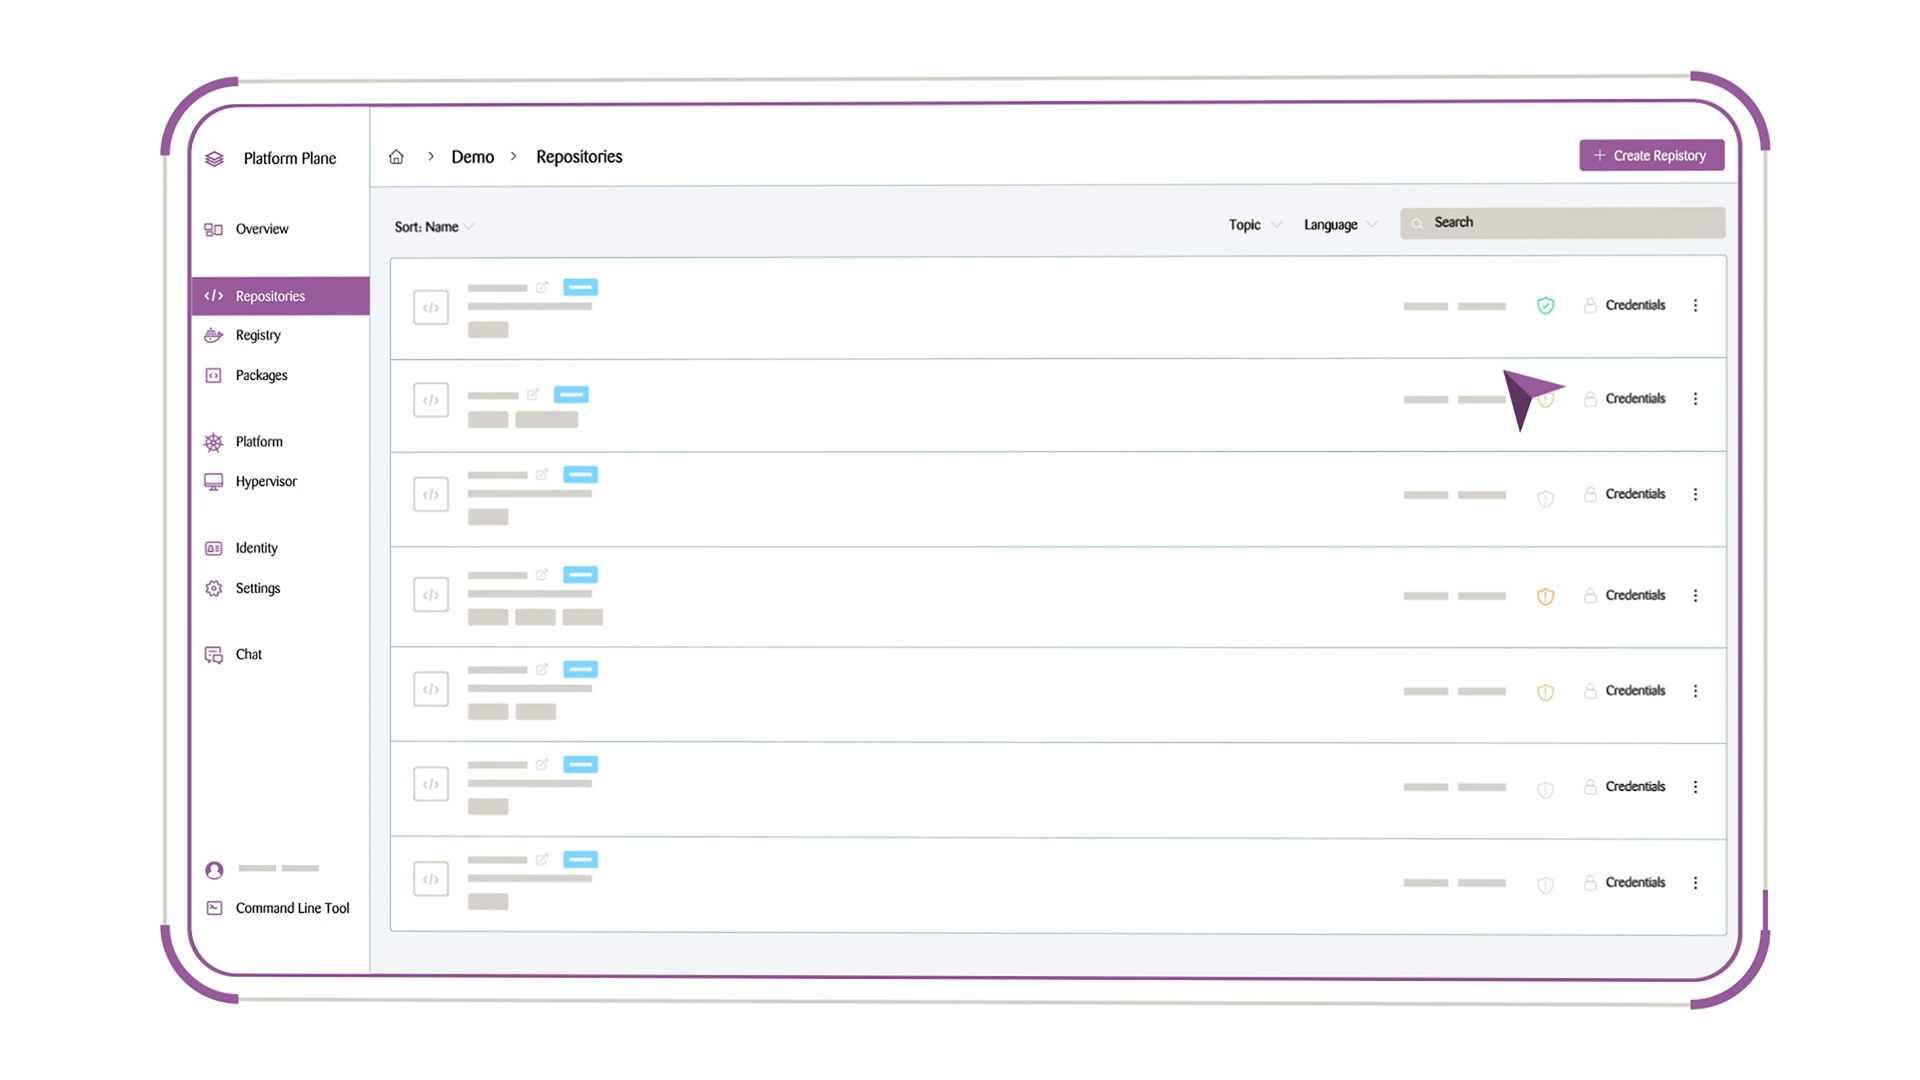 Platform Plane
Demo
Repositories
Create Repistory
Overview
Repositories
Registry
Packages
Platform
Hypervisor
Identity
Settings
Chat
Command Line Tool
Sort: Name
Topic
Language
Search
Credentials
Credentials
Credentials
Credentials
Credentials
Credentials
Credentials